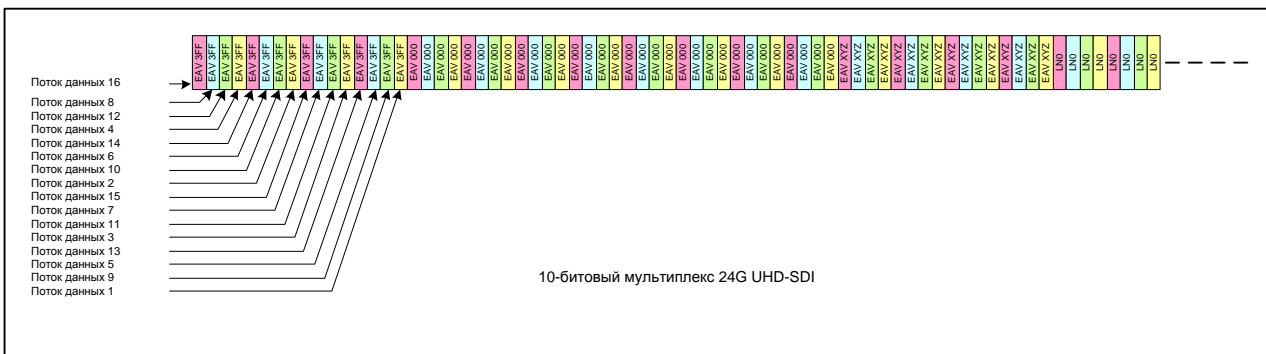 EAV 3FF EAV 3FF EAV 3FF EAV 3FF EAV 3FF EAV 3FF EAV 3FF EAV 3FF EAV 3FF EAV 3FF EAV 3FF EAV 3FF EAV 3FF EAV 3FF EAV 3FF EAV 3FF EAV 000 EAV 000 EAV 000 EAV 000 EAV 000 EAV 000 EAV 000 EAV 000 EAV 000 EAV 000 EAV 000 EAV 000 EAV 000 EAV 000 EAV 000 EAV 000 EAV 000 EAV 000 EAV 000 EAV 000 EAV 000 EAV 000 EAV 000 EAV 000 EAV 000 EAV 000 EAV 000 EAV 000 EAV 000 EAV 000 EAV 000 EAV 000 EAV XYZ EAV XYZ EAV XYZ EAV XYZ EAV XYZ EAV XYZ EAV XYZ EAV XYZ EAV XYZ EAV XYZ EAV XYZ EAV XYZ EAV XYZ EAV XYZ EAV XYZ EAV XYZ LN0 LN0 LN0 LN0 LN0 LN0 LN0 LN0
Поток данных 16
Поток данных 8
Поток данных 12
Поток данных 4
Поток данных 14
Поток данных 6
Поток данных 10
Поток данных 2
Поток данных 15
Поток данных 7
Поток данных 11
Поток данных 3
Поток данных 13
Поток данных 5
Поток данных 9
Поток данных 1
10-битовый мультиплекс 24G UHD-SDI